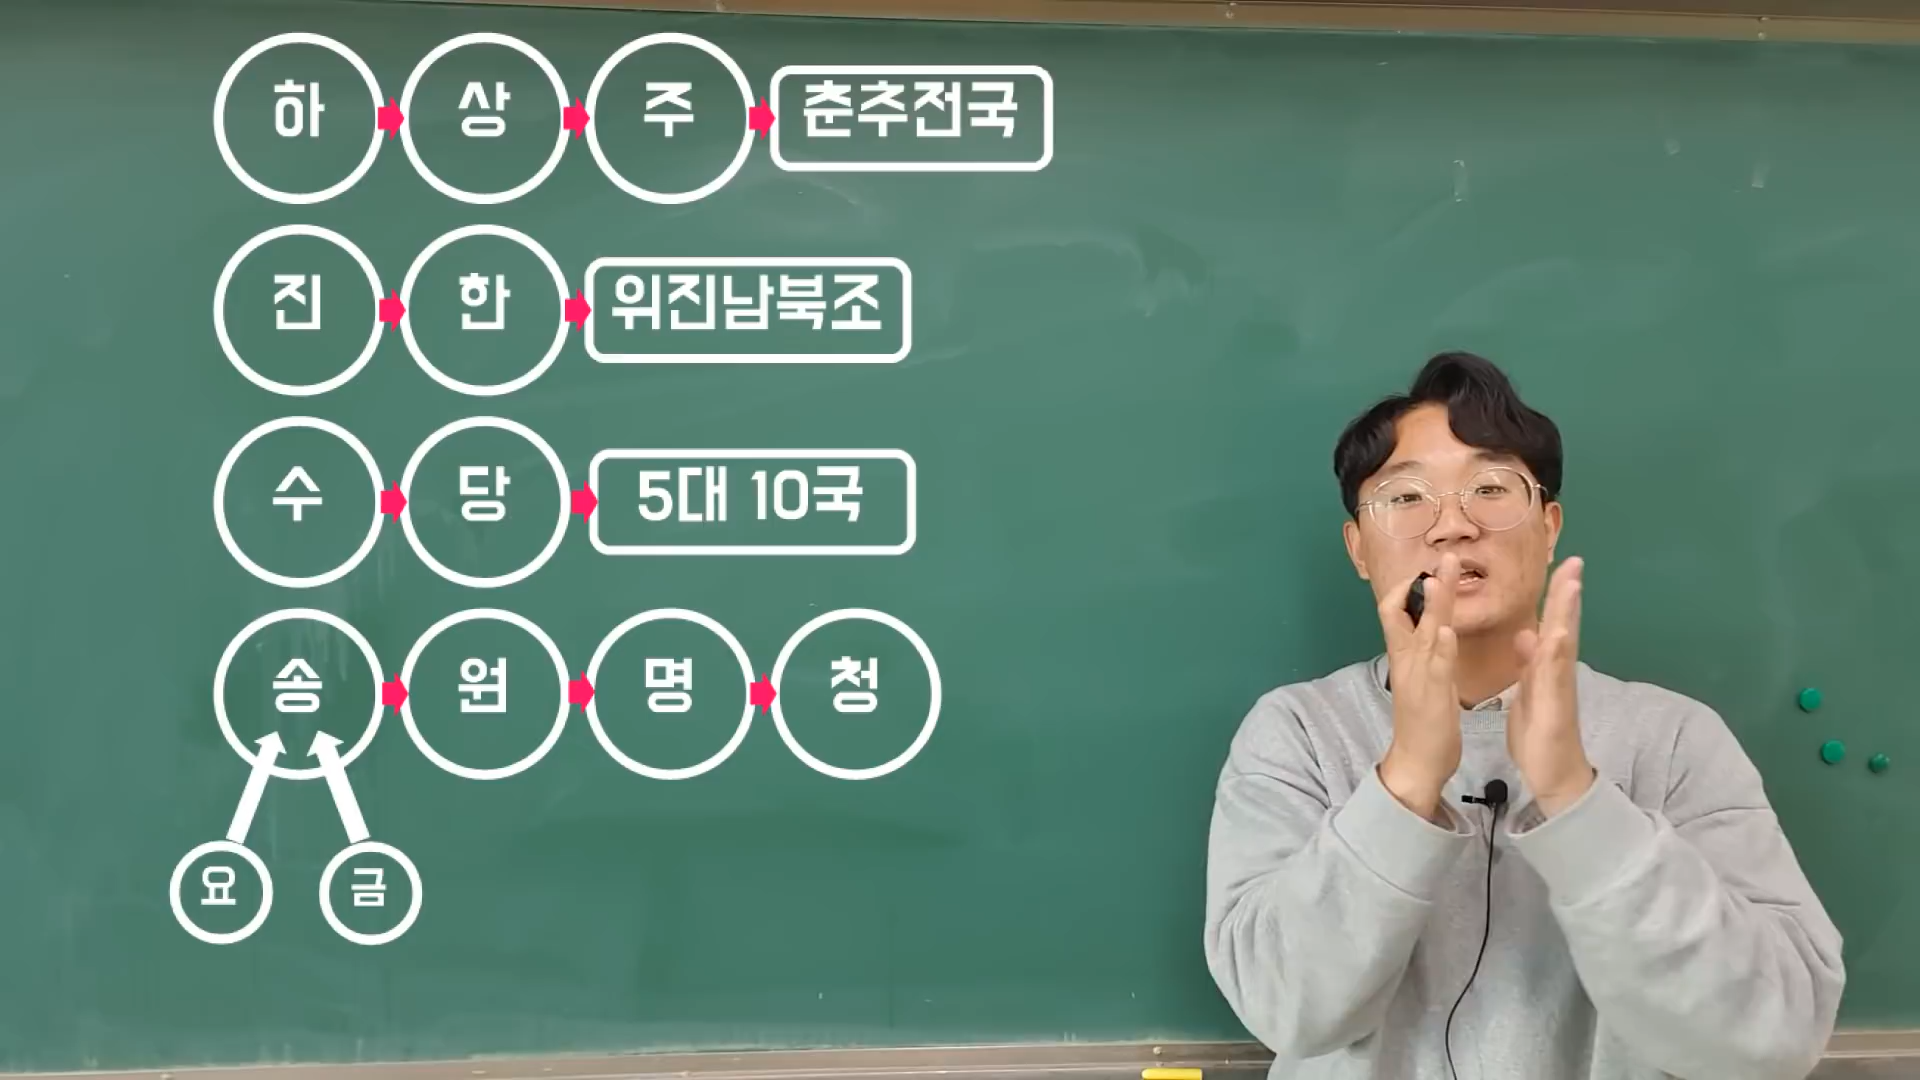 하 상 주 춘추전국
진 한 위진남북조
수 당 5대 10국
송 원 명 청
요 금